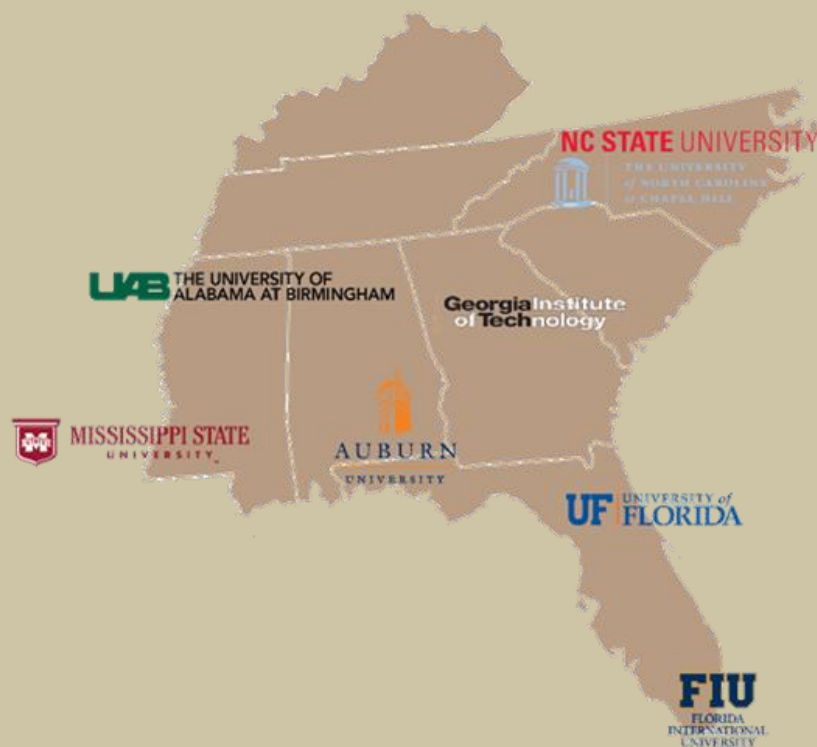 NC STATE UNIVERSITY
THE UNIVERSITY
of NORTH CAROLINA
at CHAPEL HILL
UAB THE UNIVERSITY OF
ALABAMA AT BIRMINGHAM
Georgia Institute
of Technology
MISSISSIPPI STATE
UNIVERSITY™
AUBURN
UNIVERSITY
UF UNIVERSITY of
FLORIDA
FIU
FLORIDA
INTERNATIONAL
UNIVERSITY